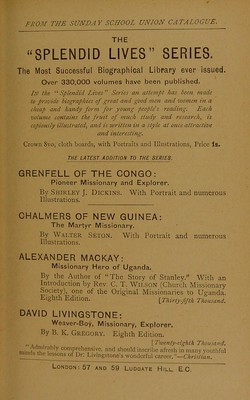 FROM THE SUNDAY SCHOOL UNION CATALOGUE.
THE
"SPLENDID LIVES" SERIES.
The Most Successful Biographical Library ever issued.
Over 330,000 volumes have been published.
In the "Splendid Lives" Series an attempt has been made
to provide biographies of great and good men and women in a
cheap and handy form for young people's reading. Each
volume contains the fruit of much study and research, is
copiously illustrated, and is written in a style at once attractive
and interesting.
Crown 8vo, cloth boards, with Portraits and Illustrations, Price 1s.
THE LATEST ADDITION TO THE SERIES.
GRENFELL OF THE CONGO:
Pioneer Missionary and Explorer.
By SHIRLEY J. DICKINS. With Portrait and numerous
Illustrations.
CHALMERS OF NEW GUINEA:
The Martyr Missionary.
By WALTER SETON. With Portrait and numerous
Illustrations.
ALEXANDER MACKAY:
Missionary Hero of Uganda.
By the Author of "The Story of Stanley." With an
Introduction by Rev. C. T. WILSON (Church Missionary
Society), one of the Original Missionaries to Uganda.
Eighth Edition. [Thirty-fifth Thousand.
DAVID LIVINGSTONE:
Weaver-Boy, Missionary, Explorer.
By B. K. GREGORY. Eighth Edition.
[Twenty-eighth Thousand.
"Admirably comprehensive, and should inscribe afresh in many youthful
minds the lessons of Dr. Livingstone's wonderful career."—Christian.
LONDON: 57 AND 59 LUDGATE HILL, E.C.